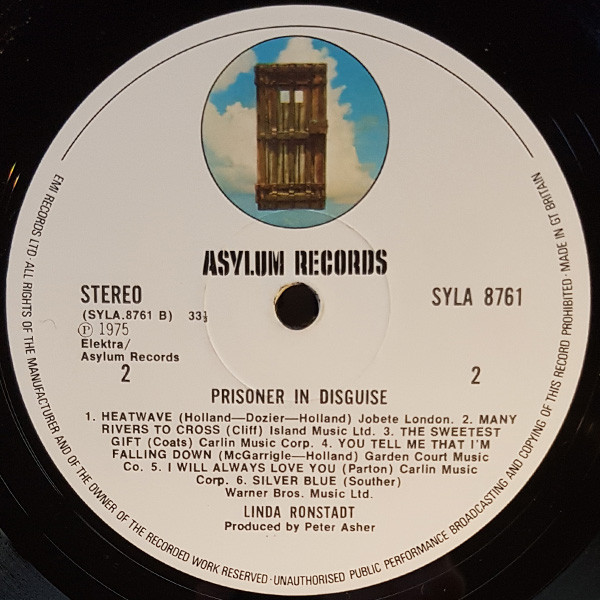 ASYLUM RECORDS
STEREO
(SYLA.8761 B) 33⅓
Ⓟ 1975
Elektra/
Asylum Records
2
SYLA 8761
2
PRISONER IN DISGUISE
1. HEATWAVE (Holland—Dozier—Holland) Jobete London. 2. MANY
RIVERS TO CROSS (Cliff) Island Music Ltd. 3. THE SWEETEST
GIFT (Coats) Carlin Music Corp. 4. YOU TELL ME THAT I'M
FALLING DOWN (McGarrigle—Holland) Garden Court Music
Co. 5. I WILL ALWAYS LOVE YOU (Parton) Carlin Music
Corp. 6. SILVER BLUE (Souther)
Warner Bros. Music Ltd.
LINDA RONSTADT
Produced by Peter Asher
EMI RECORDS LTD· ALL RIGHTS OF THE MANUFACTURER AND OF THE OWNER OF THE RECORDED WORK RESERVED·UNAUTHORISED PUBLIC PERFORMANCE BROADCASTING AND COPYING OF THIS RECORD PROHIBITED· MADE IN GT BRITAIN